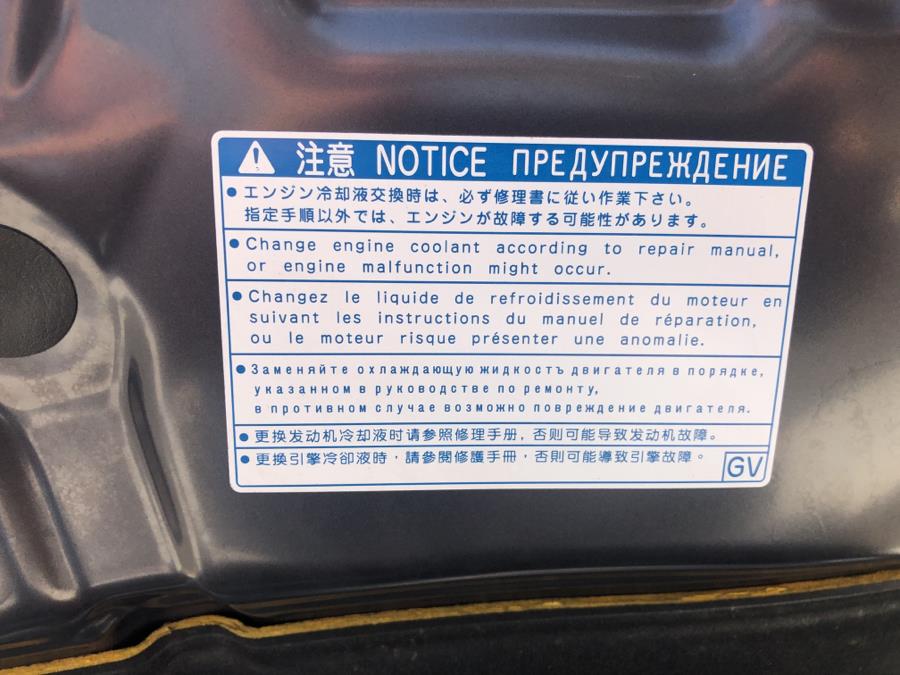 注意 NOTICE ПРЕДУПРЕЖДЕНИЕ
●エンジン冷却液交換時は、必ず修理書に従い作業下さい。
指定手順以外では、エンジンが故障する可能性があります。
●Change engine coolant according to repair manual,
or engine malfunction might occur.
●Changez le liquide de refroidissement du moteur en
suivant les instructions du manuel de réparation,
ou le moteur risque présenter une anomalie.
●Заменяйте охлаждающую жидкость двигателя в порядке,
указанном в руководстве по ремонту,
в противном случае возможно повреждение двигателя.
●更换发动机冷却液时请参照修理手册, 否则可能导致发动机故障。
●更換引擎冷卻液時，請參閱修護手冊，否則可能導致引擎故障。
GV